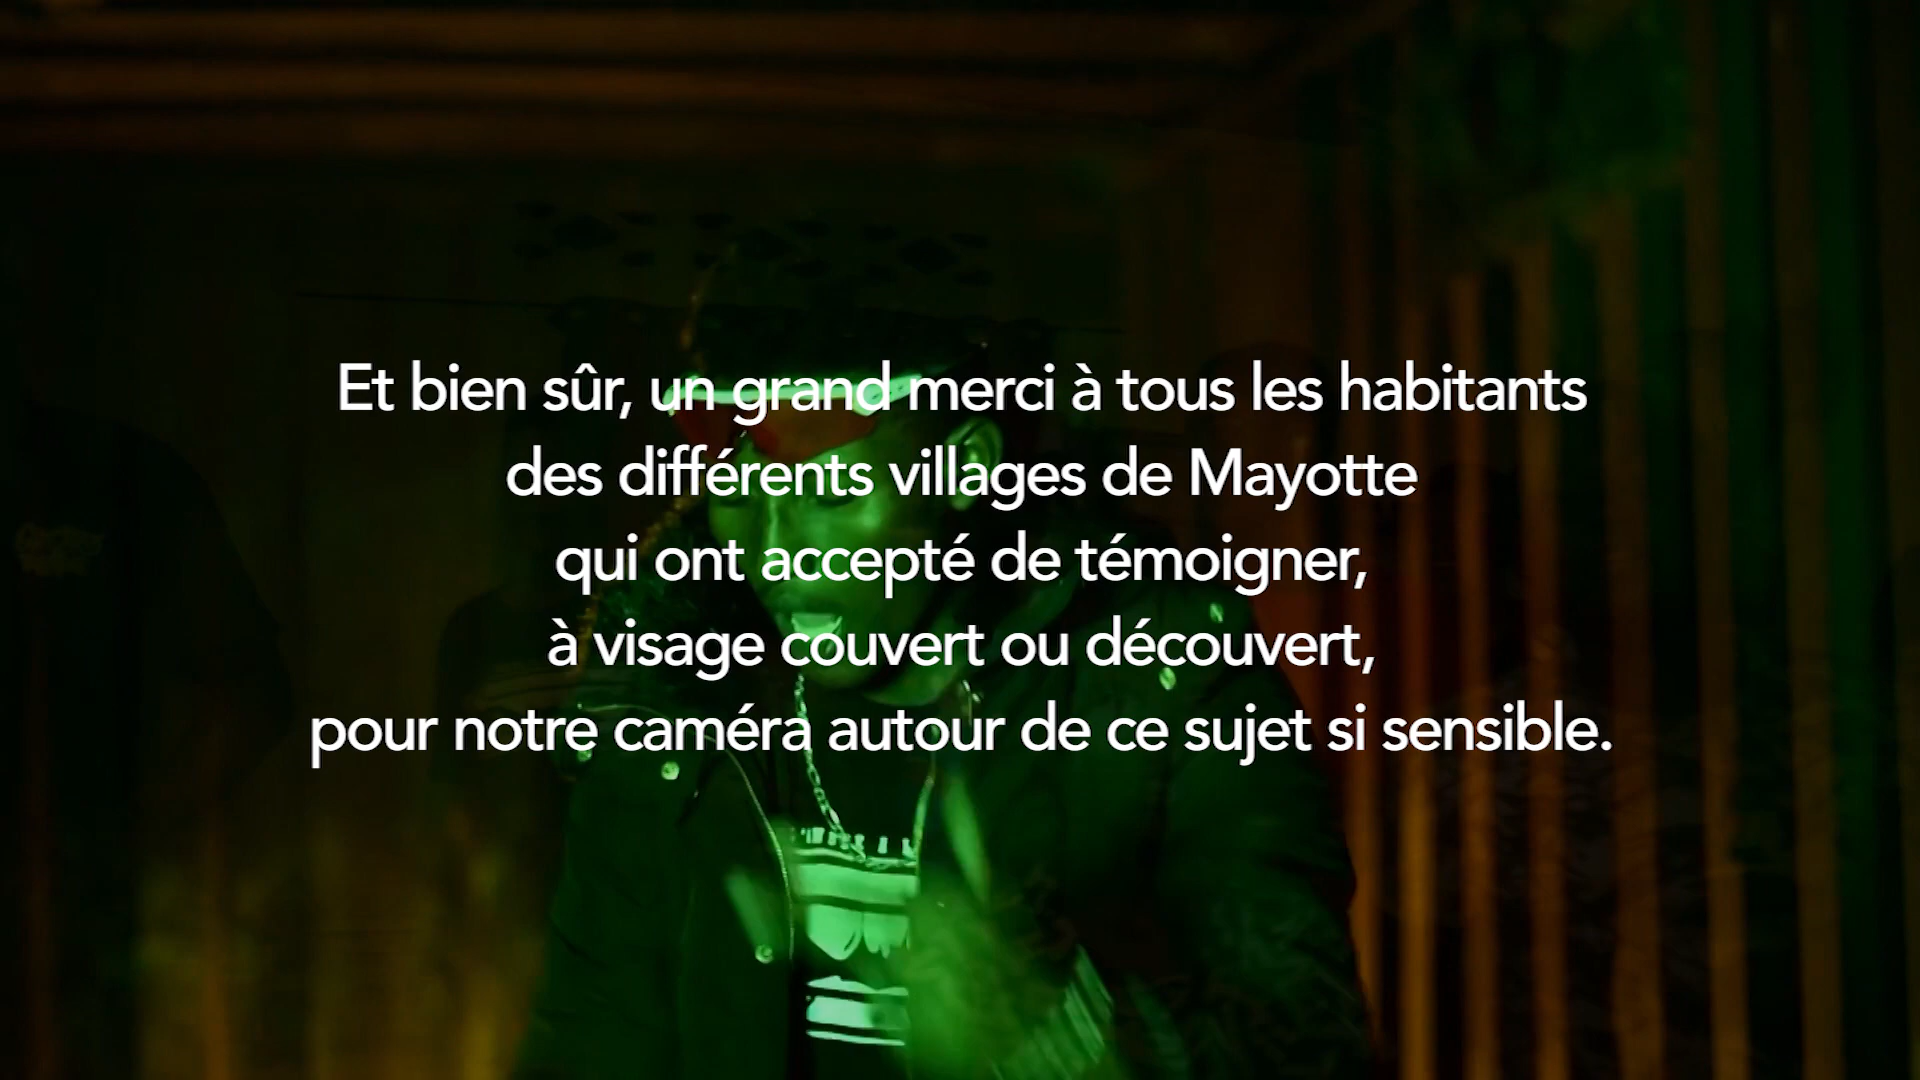 Et bien sûr, un grand merci à tous les habitants
des différents villages de Mayotte
qui ont accepté de témoigner,
à visage couvert ou découvert,
pour notre caméra autour de ce sujet si sensible.